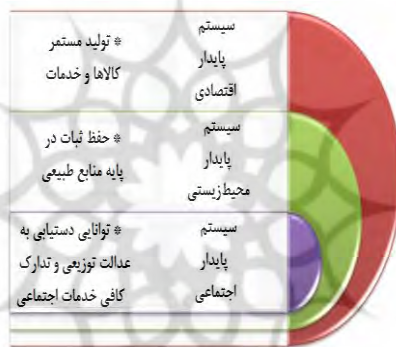 سیستم
پایدار
اقتصادی
* تولید مستمر
کالاها و خدمات
سیستم
پایدار
محیط‌زیستی
* حفظ ثبات در
پایه منابع طبیعی
سیستم
پایدار
اجتماعی
* توانایی دستیابی به
عدالت توزیعی و تدارک
کافی خدمات اجتماعی